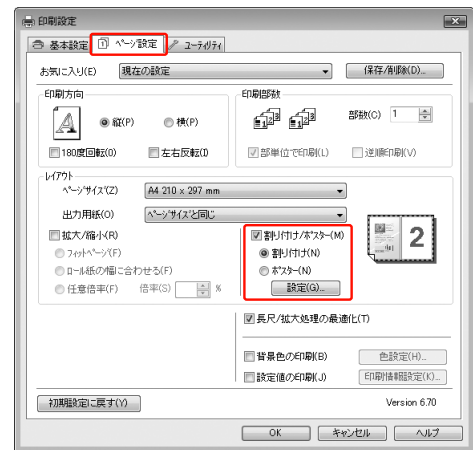 印刷設定
基本設定 ページ設定 ユーティリティ
お気に入り(E) 現在の設定 保存/削除(D)...
印刷方向 印刷部数
縦(P) 横(P) 部数(C) 1
180度回転(0) 左右反転(I) 部単位で印刷(L) 逆順印刷(V)
レイアウト
ページサイズ(Z) A4 210 x 297 mm
出力用紙(O) ページサイズと同じ
拡大/縮小(R) 割り付け/ポスター(M)
フィットページ(F) 割り付け(N)
ロール紙の幅に合わせる(F) ポスター(N)
任意倍率(F) 倍率(S) % 設定(G)...
2
長尺/拡大処理の最適化(T)
背景色の印刷(B) 色設定(H)...
設定値の印刷(J) 印刷情報設定(K)...
初期設定に戻す(Y) Version 6.70
OK キャンセル ヘルプ